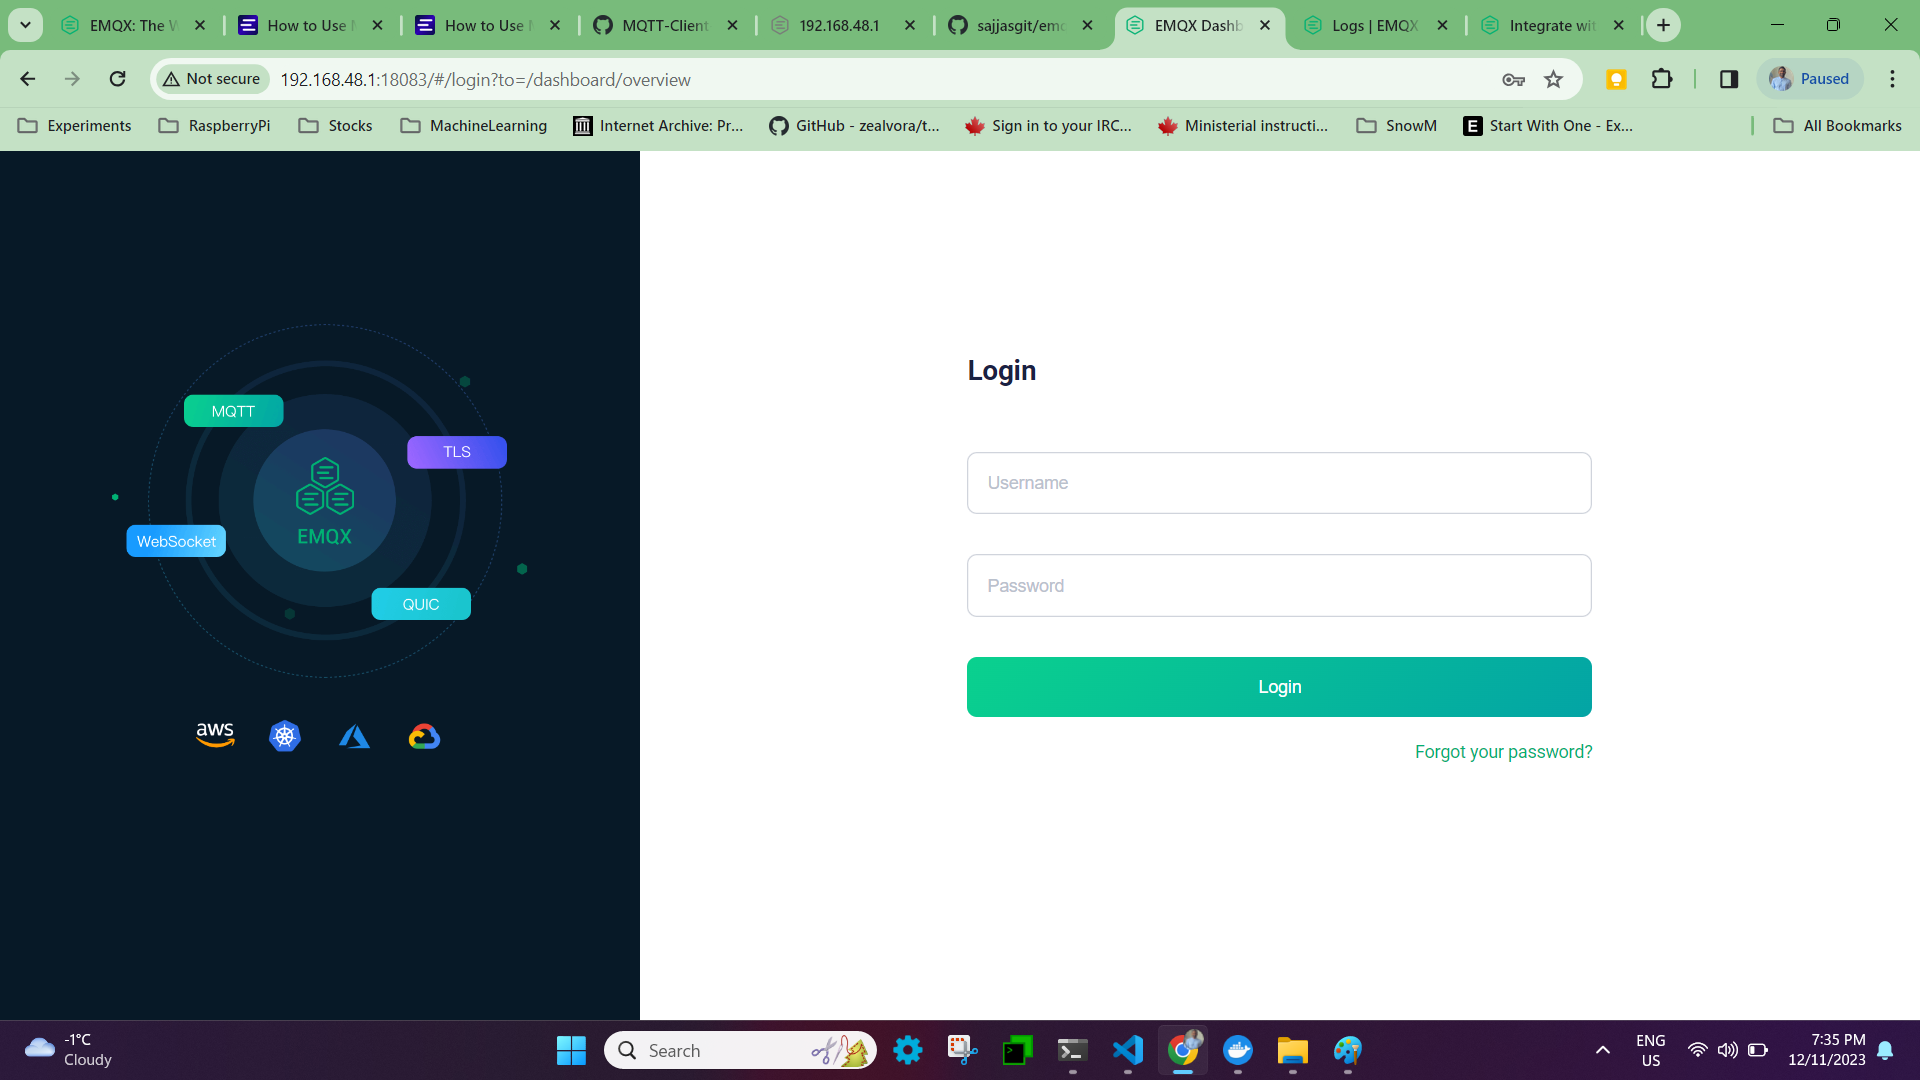 EMQX: The W
How to Use M
How to Use M
MQTT-Client
192.168.48.1
sajjasgit/emq
EMQX Dashb
Logs | EMQX
Integrate wit
Not secure
192.168.48.1:18083/#/login?to=/dashboard/overview
Paused
Experiments
RaspberryPi
Stocks
MachineLearning
Internet Archive: Pr...
GitHub - zealvora/t...
Sign in to your IRC...
Ministerial instructi...
SnowM
E
Start With One - Ex...
All Bookmarks
MQTT
TLS
EMQX
WebSocket
QUIC
aws
Login
Username
Password
Login
Forgot your password?
-1°C
Cloudy
Search
ENG
US
7:35 PM
12/11/2023